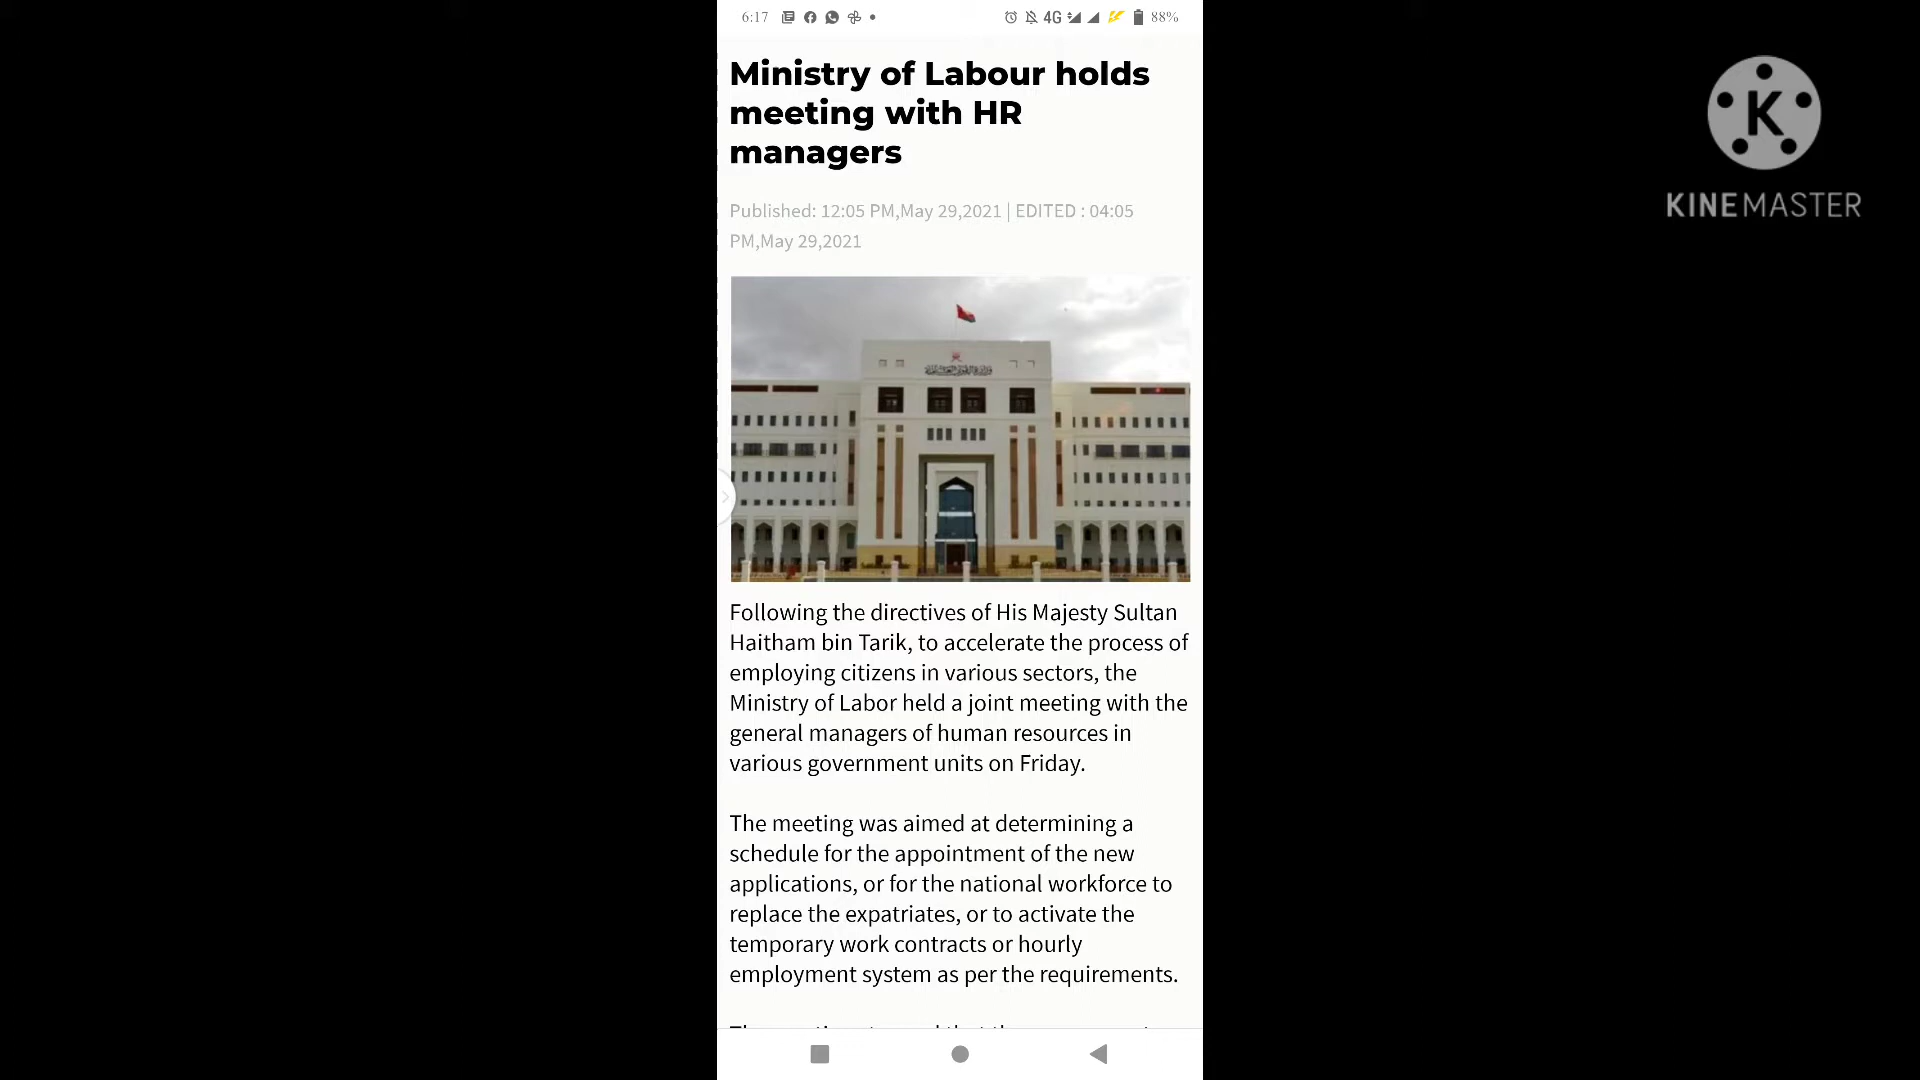 6:17
4G
88%
K
KINEMASTER
Ministry of Labour holds
meeting with HR
managers
Published: 12:05 PM,May 29,2021 | EDITED : 04:05
PM,May 29,2021
Following the directives of His Majesty Sultan
Haitham bin Tarik, to accelerate the process of
employing citizens in various sectors, the
Ministry of Labor held a joint meeting with the
general managers of human resources in
various government units on Friday.
The meeting was aimed at determining a
schedule for the appointment of the new
applications, or for the national workforce to
replace the expatriates, or to activate the
temporary work contracts or hourly
employment system as per the requirements.